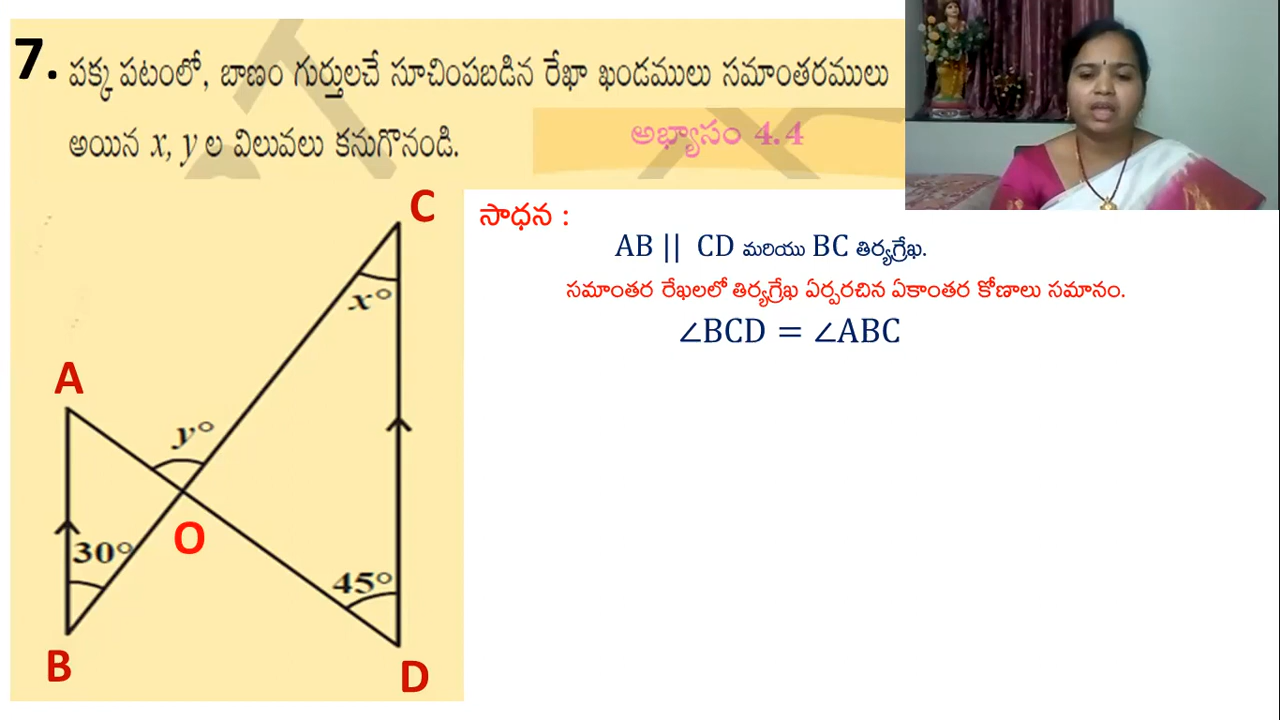 7. పక్క పటంలో, బాణం గుర్తులచే సూచింపబడిన రేఖా ఖండములు సమాంతరములు
అయిన x, y ల విలువలు కనుగొనండి.
అభ్యాసం 4.4
సాధన :
AB || CD మరియు BC తిర్యగ్రేఖ.
సమాంతర రేఖలలో తిర్యగ్రేఖ ఏర్పరచిన ఏకాంతర కోణాలు సమానం.
∠BCD = ∠ABC
C
x°
A
y°
O
30°
45°
B
D